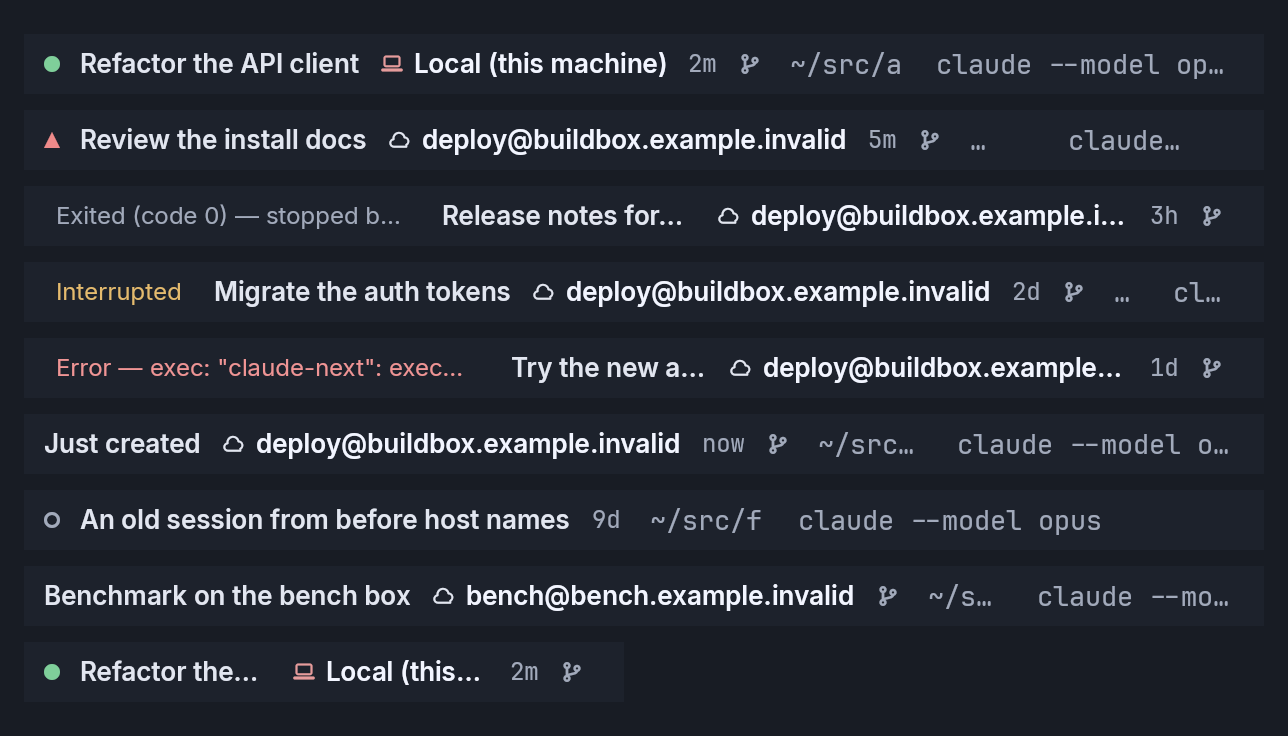 Refactor the API client Local (this machine) 2m ~/src/a claude --model op…
Review the install docs deploy@buildbox.example.invalid 5m … claude…
Exited (code 0) — stopped b… Release notes for… deploy@buildbox.example.i… 3h
Interrupted Migrate the auth tokens deploy@buildbox.example.invalid 2d … cl…
Error — exec: "claude-next": exec… Try the new a… deploy@buildbox.example… 1d
Just created deploy@buildbox.example.invalid now ~/src… claude --model o…
An old session from before host names 9d ~/src/f claude --model opus
Benchmark on the bench box bench@bench.example.invalid ~/s… claude --mo…
Refactor the… Local (this… 2m